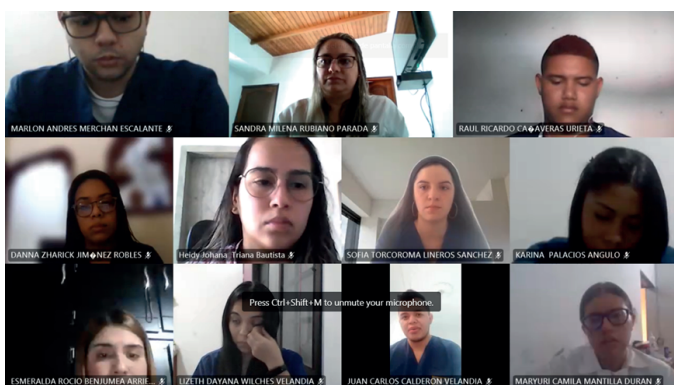 MARLON ANDRES MERCHAN ESCALANTE
SANDRA MILENA RUBIANO PARADA
RAUL RICARDO CA�AVERAS URIETA
DANNA ZHARICK JIM�NEZ ROBLES
Heidy Johana Triana Bautista
SOFIA TORCOROMA LINEROS SANCHEZ
KARINA PALACIOS ANGULO
Press Ctrl+Shift+M to unmute your microphone.
ESMERALDA ROCIO BENJUMEA ARRIE...
LIZETH DAYANA WILCHES VELANDIA
JUAN CARLOS CALDERÓN VELANDIA
MARYURI CAMILA MANTILLA DURAN